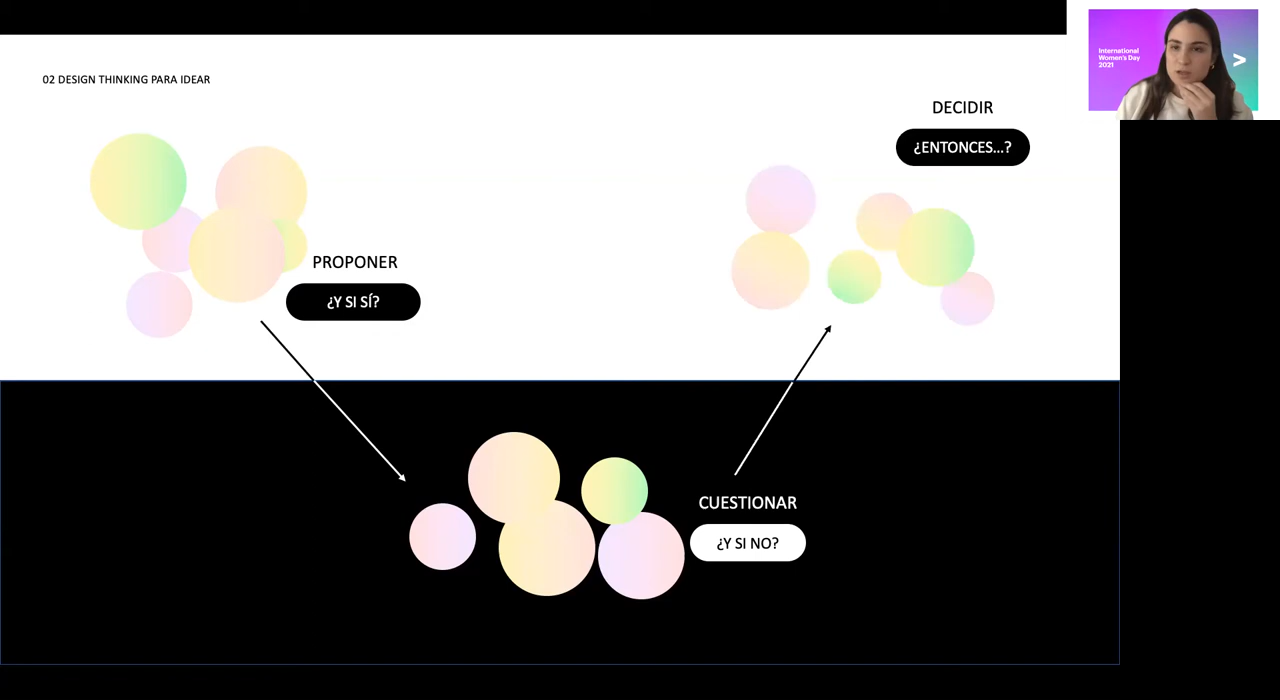 02 DESIGN THINKING PARA IDEAR
PROPONER
¿Y SI SÍ?
CUESTIONAR
¿Y SI NO?
DECIDIR
¿ENTONCES...?
International
Women's Day
2021
>